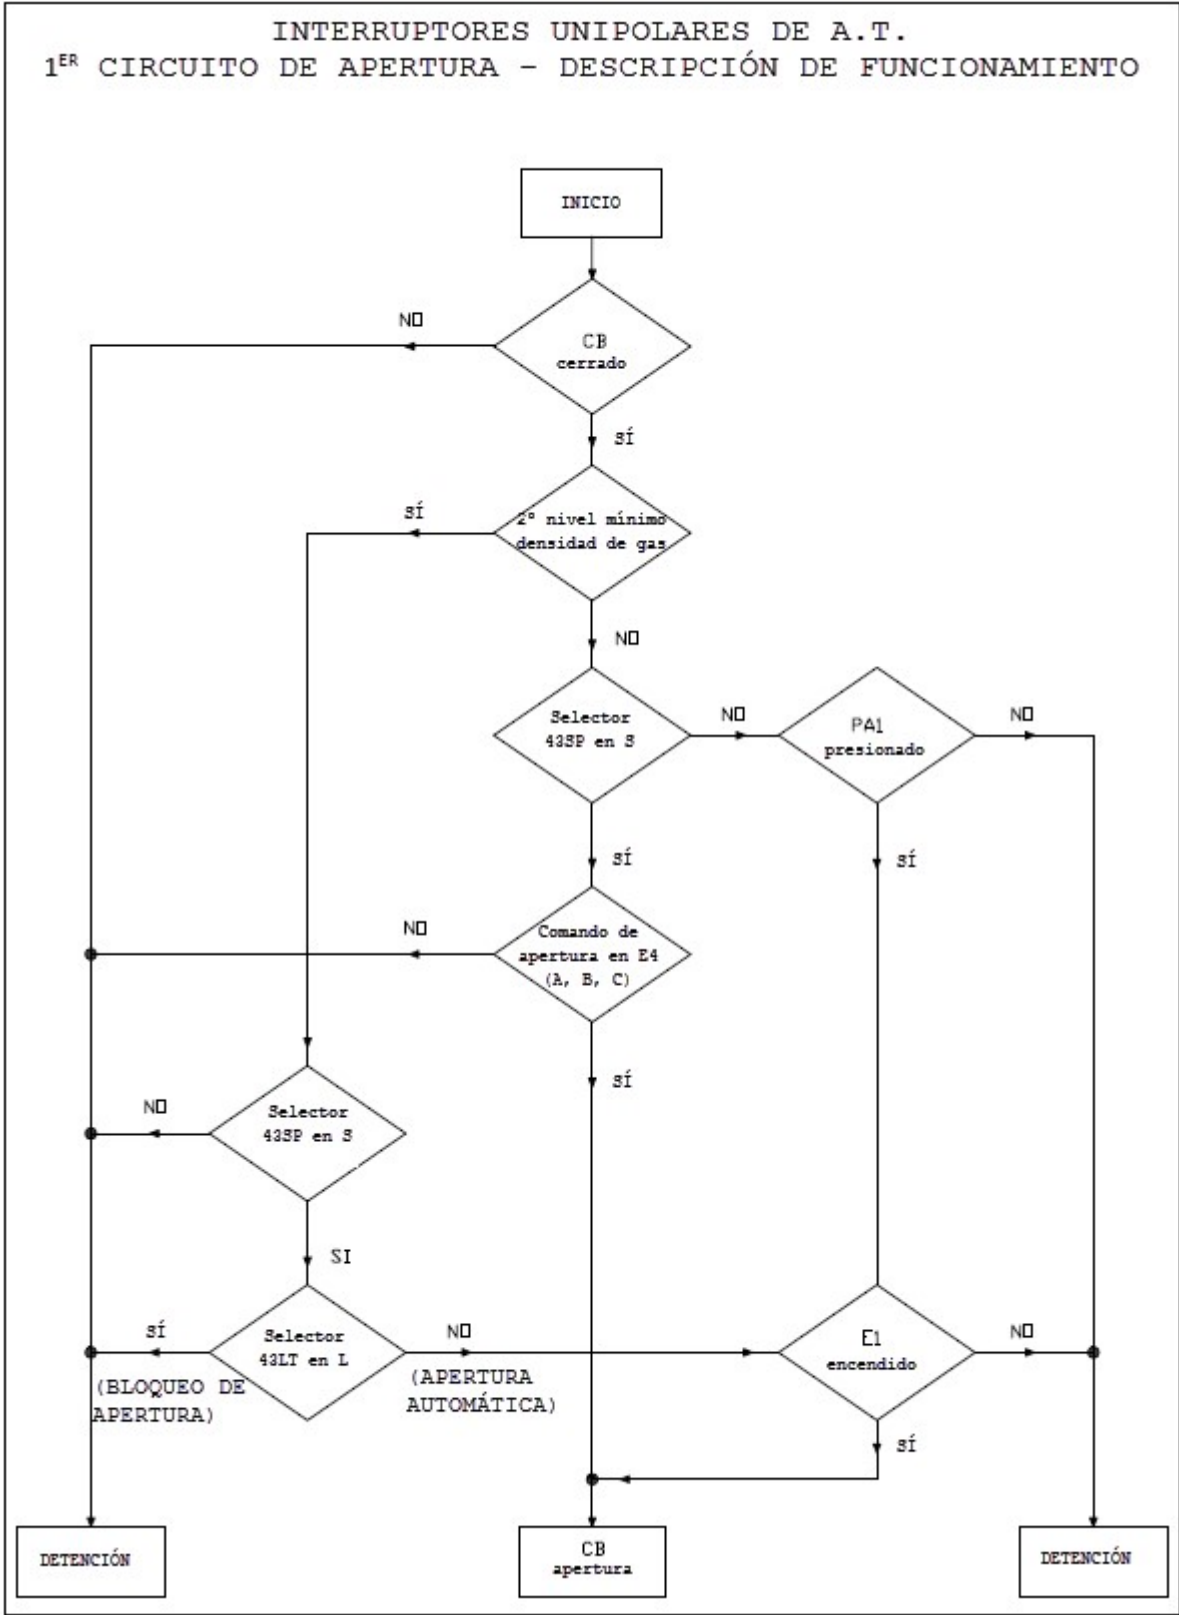 INTERRUPTORES UNIPOLARES DE A.T.
1ER CIRCUITO DE APERTURA – DESCRIPCIÓN DE FUNCIONAMIENTO
INICIO
NO
CB
cerrado
SÍ
SÍ
2º nivel mínimo
densidad de gas
NO
Selector
43SP en S
NO
PA1
presionado
NO
SÍ
SÍ
NO
Comando de
apertura en E4
(A, B, C)
SÍ
NO
Selector
43SP en S
SI
SÍ
Selector
43LT en L
NO
E1
encendido
NO
(BLOQUEO DE
APERTURA)
(APERTURA
AUTOMÁTICA)
SÍ
DETENCIÓN
CB
apertura
DETENCIÓN